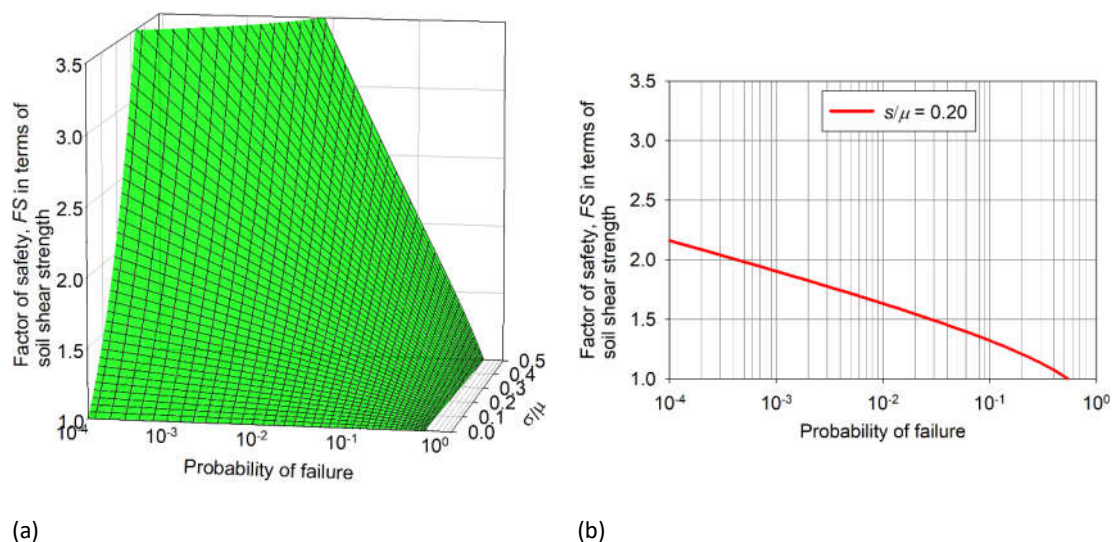 3.5
3.0
2.5
2.0
1.5
1.0
Factor of safety, FS in terms of
soil shear strength
10⁻⁴
10⁻³
10⁻²
10⁻¹
10⁰
Probability of failure
0.0
0.1
0.2
0.3
0.4
0.5
σ/μ
(a)
3.5
3.0
2.5
2.0
1.5
1.0
Factor of safety, FS in terms of
soil shear strength
s/μ = 0.20
10⁻⁴ 10⁻³ 10⁻² 10⁻¹ 10⁰
Probability of failure
(b)